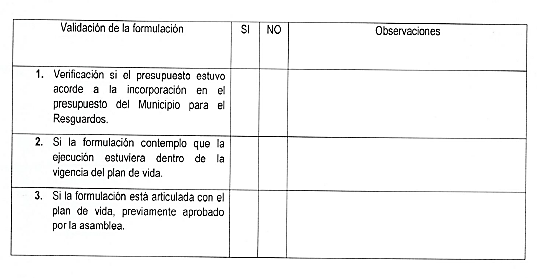 Validación de la formulación SI NO Observaciones
1. Verificación si el presupuesto estuvo
acorde a la incorporación en el
presupuesto del Municipio para el
Resguardos.
2. Si la formulación contemplo que la
ejecución estuviera dentro de la
vigencia del plan de vida.
3. Si la formulación está articulada con el
plan de vida, previamente aprobado
por la asamblea.